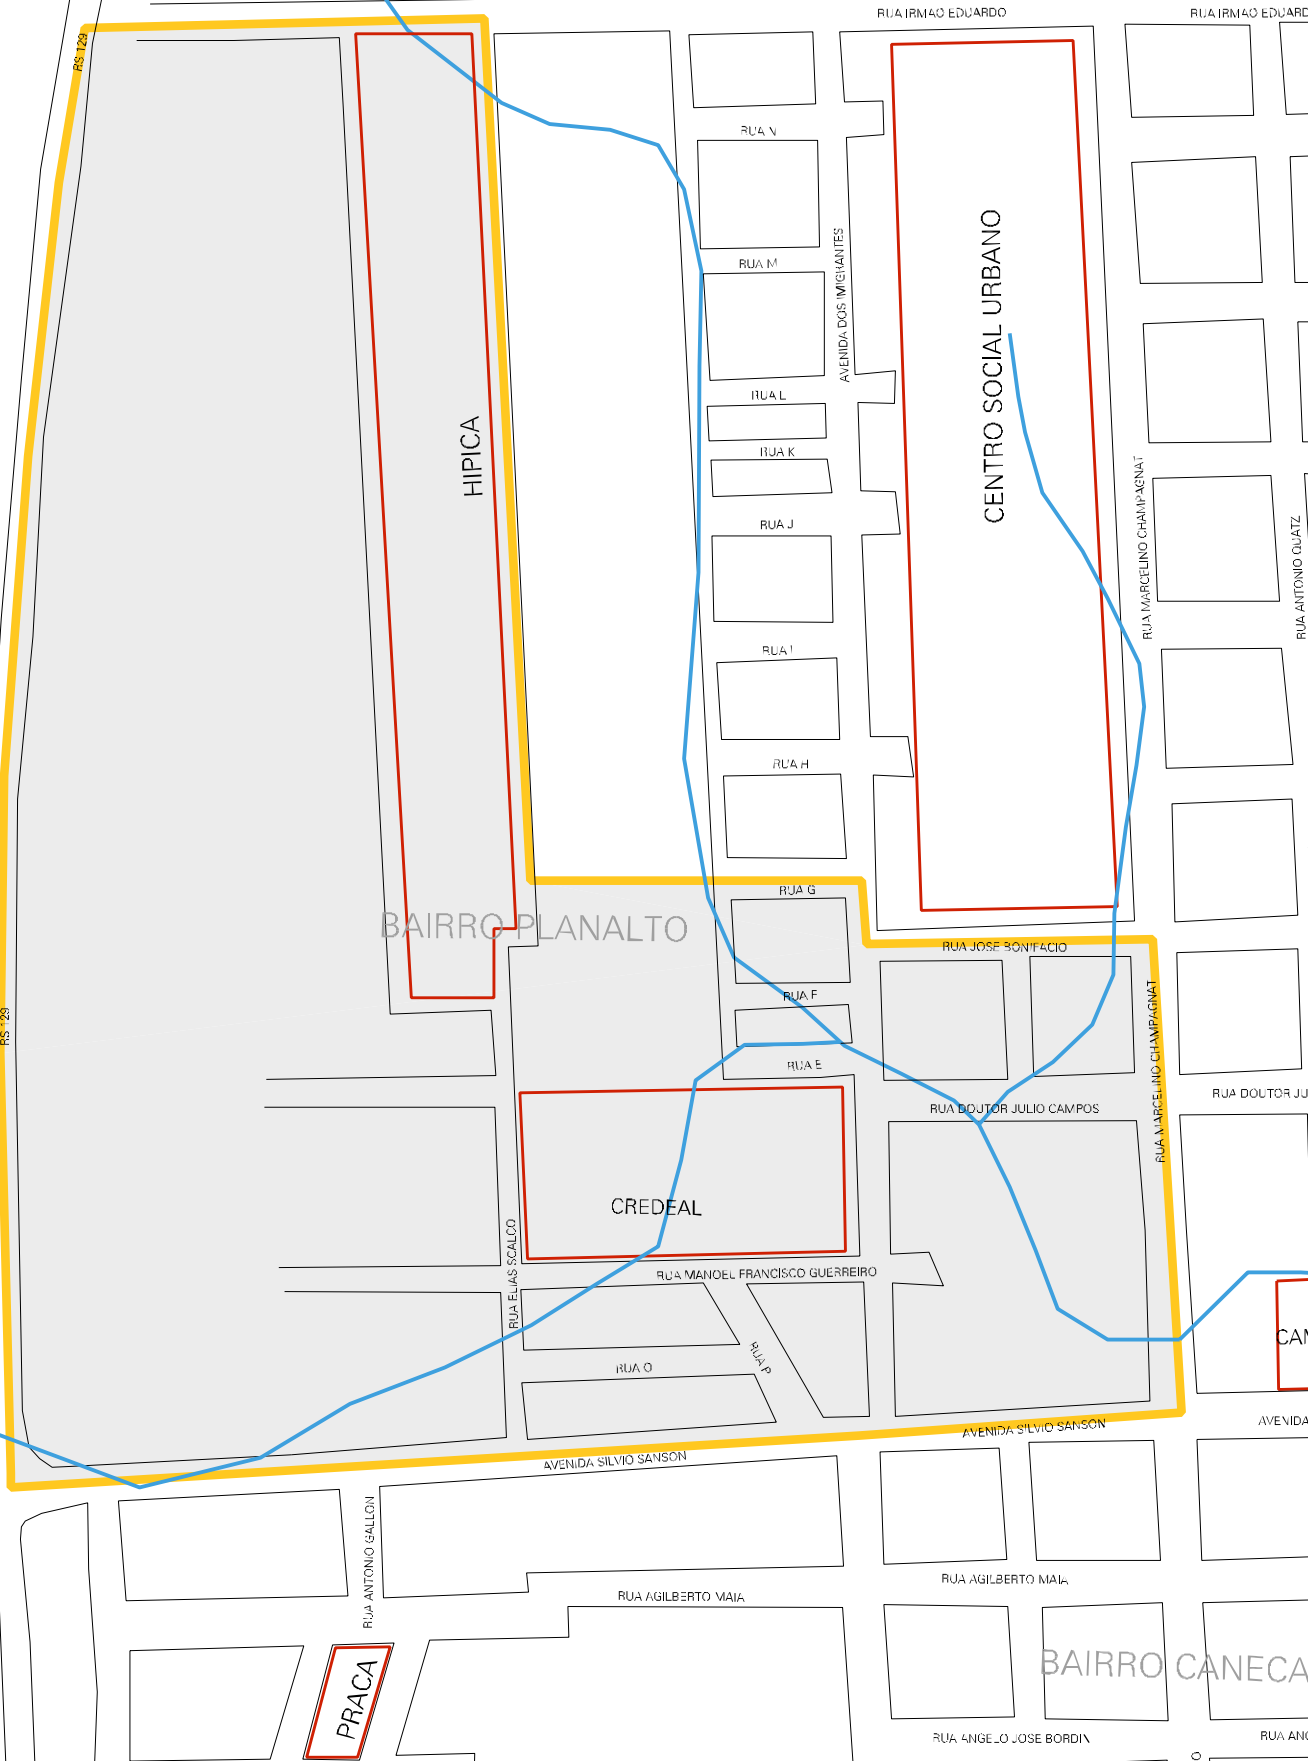 RUA IRMAO EDUARDO
RUA IRMAO EDUARD
RS 129
RUA N
RUA M
AVENIDA DOS IMIGRANTES
CENTRO SOCIAL URBANO
RUA L
HIPICA
RUA K
RUA J
RUA MARCELINO CHAMPAGNAT
RUA ANTONIO QUATZ
RUA I
RUA H
RUA G
BAIRRO PLANALTO
RUA JOSE BONIFACIO
RUA F
RS 129
RUA MARCELINO CHAMPAGNAT
RUA E
RUA DOUTOR JU
RUA DOUTOR JULIO CAMPOS
CREDEAL
RUA ELIAS SCALCO
RUA MANOEL FRANCISCO GUERREIRO
CAM
RUA P
RUA O
AVENIDA
AVENIDA SILVIO SANSON
AVENIDA SILVIO SANSON
RUA ANTONIO GALLON
RUA AGILBERTO MAIA
RUA AGILBERTO MAIA
BAIRRO CANECA
PRACA
RUA ANGELO JOSE BORDIN
RUA ANG
O